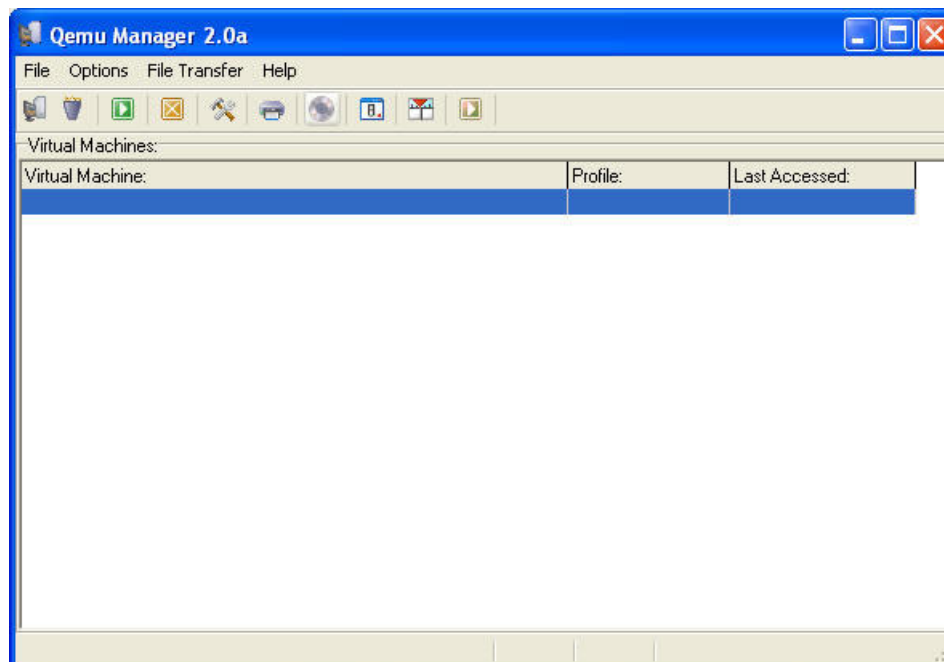 Qemu Manager 2.0a
File Options File Transfer Help
Virtual Machines:
Virtual Machine: Profile: Last Accessed: